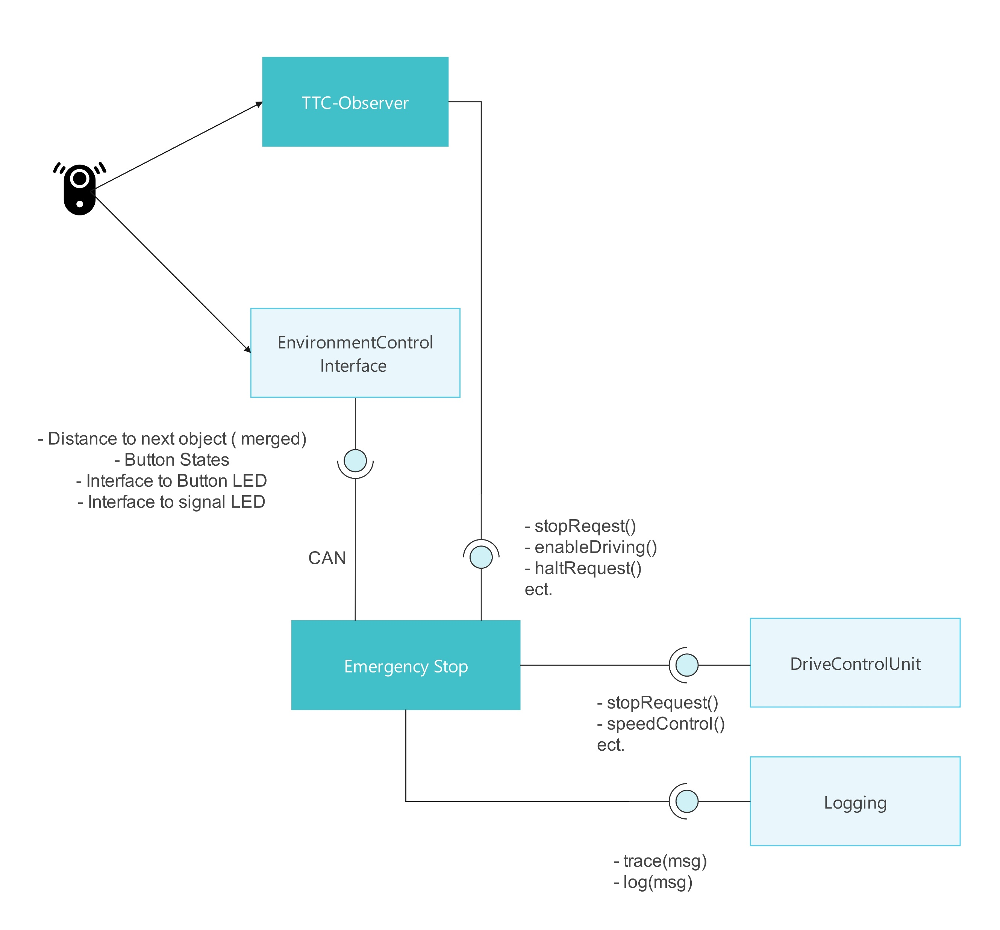 TTC-Observer
EnvironmentControl
Interface
- Distance to next object ( merged)
- Button States
- Interface to Button LED
- Interface to signal LED
CAN
- stopReqest()
- enableDriving()
- haltRequest()
ect.
Emergency Stop
DriveControlUnit
- stopRequest()
- speedControl()
ect.
Logging
- trace(msg)
- log(msg)